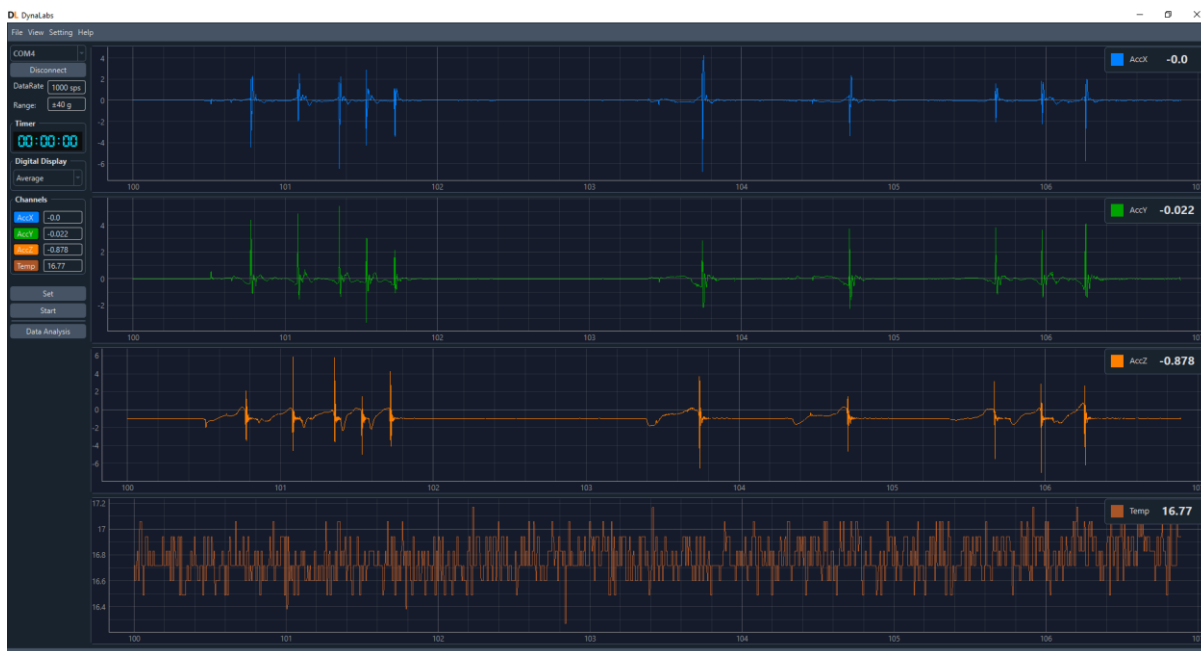 DL DynaLabs
File View Setting Help
COM4
Disconnect
DataRate 1000 sps
Range: ±40 g
Timer
00:00:00
Digital Display
Average
Channels
AccX -0.0
AccY -0.022
AccZ -0.878
Temp 16.77
Set
Start
Data Analysis
AccX -0.0
4
2
0
-2
-4
-6
100 101 102 103 104 105 106 107
AccY -0.022
4
2
0
-2
100 101 102 103 104 105 106 107
AccZ -0.878
6
4
2
0
-2
-4
-6
100 101 102 103 104 105 106 107
Temp 16.77
17.2
17
16.8
16.6
16.4
100 101 102 103 104 105 106 107